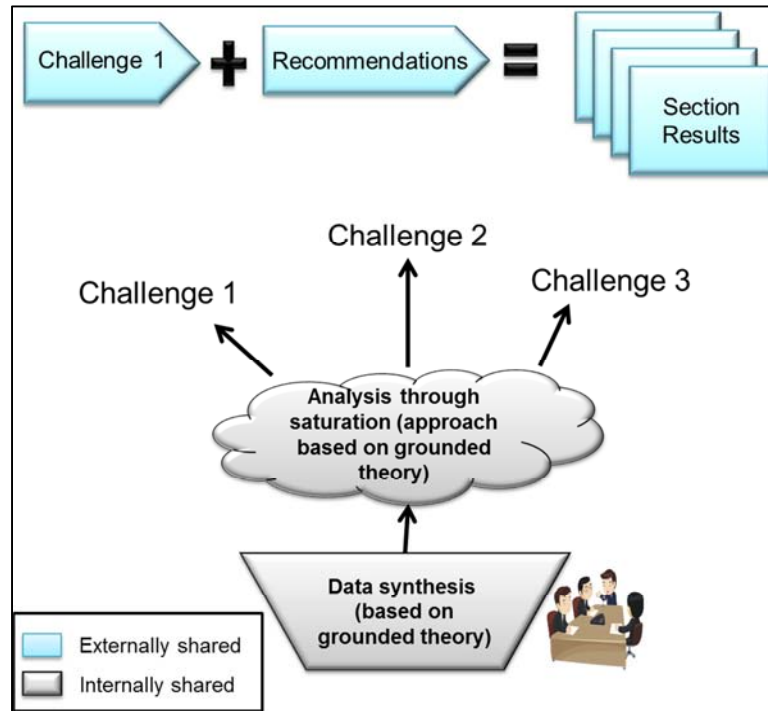 Challenge 1
+
Recommendations
=
Section
Results
Challenge 2
Challenge 1
Challenge 3
Analysis through
saturation (approach
based on grounded
theory)
Data synthesis
(based on
grounded theory)
Externally shared
Internally shared